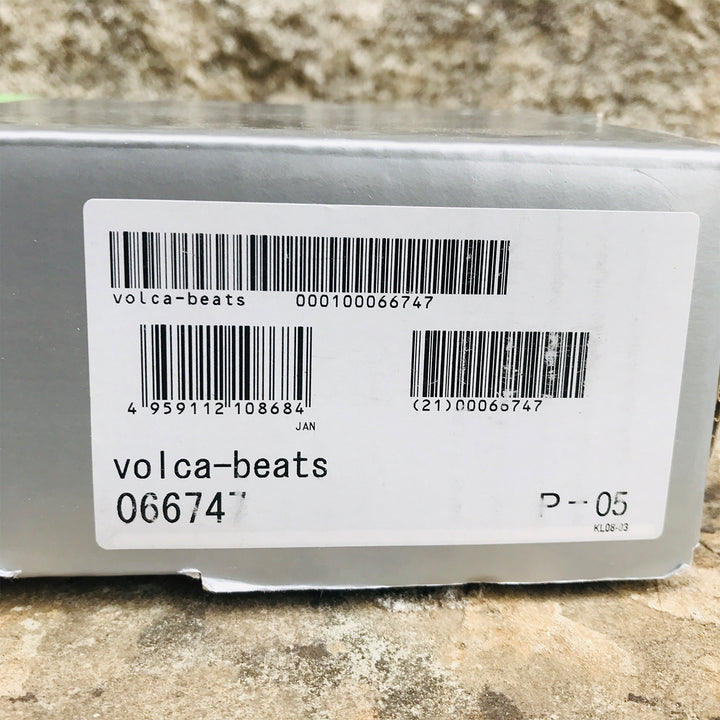 volca-beats 000100066747
4 959112 108684
JAN
(21)00066747
volca-beats
066747
P-05
KL08-03